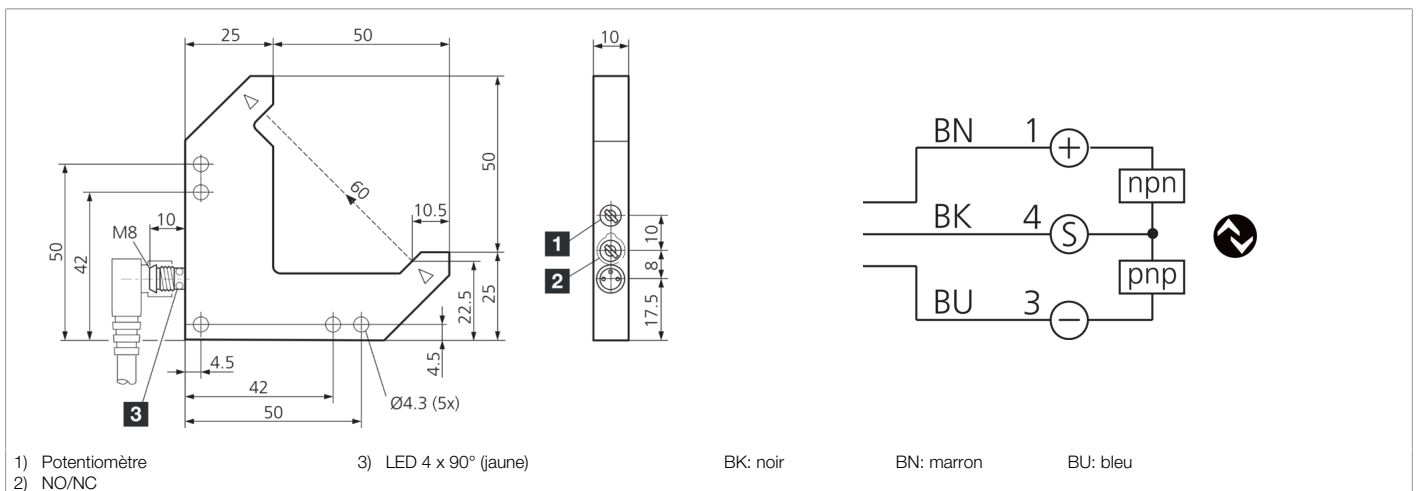 25
50
10
50
60
10.5
50
42
10
M8
22.5
25
4.5
4.5
42
50
Ø4.3 (5x)
3
1
2
10
8
17.5
BN 1 +
npn
BK 4 S
pnp
BU 3 −
1) Potentiomètre
3) LED 4 x 90° (jaune)
BK: noir
BN: marron
BU: bleu
2) NO/NC